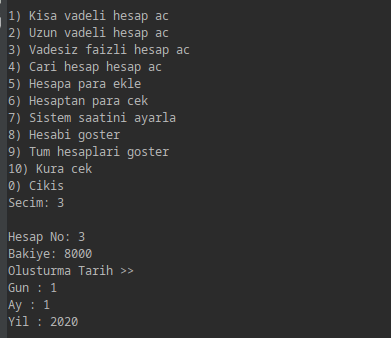 1) Kisa vadeli hesap ac
2) Uzun vadeli hesap ac
3) Vadesiz faizli hesap ac
4) Cari hesap hesap ac
5) Hesapa para ekle
6) Hesaptan para cek
7) Sistem saatini ayarla
8) Hesabi goster
9) Tum hesaplari goster
10) Kura cek
0) Cikis
Secim: 3

Hesap No: 3
Bakiye: 8000
Olusturma Tarih >>
Gun : 1
Ay : 1
Yil : 2020